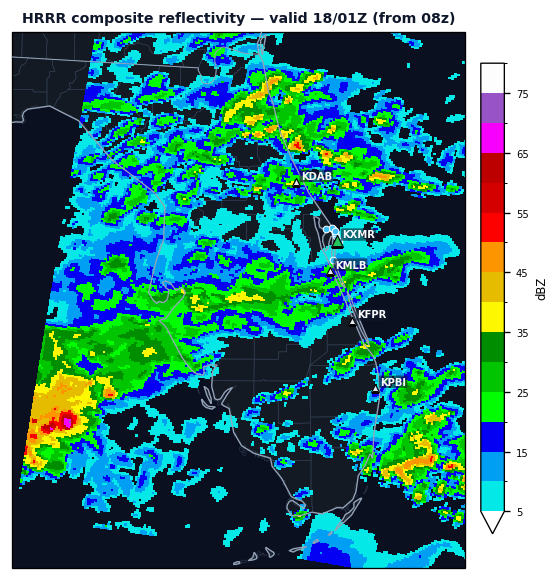 HRRR composite reflectivity — valid 18/01Z (from 08z)
KDAB
KXMR
KMLB
KFPR
KPBI
75
65
55
45
35
25
15
5
dBZ